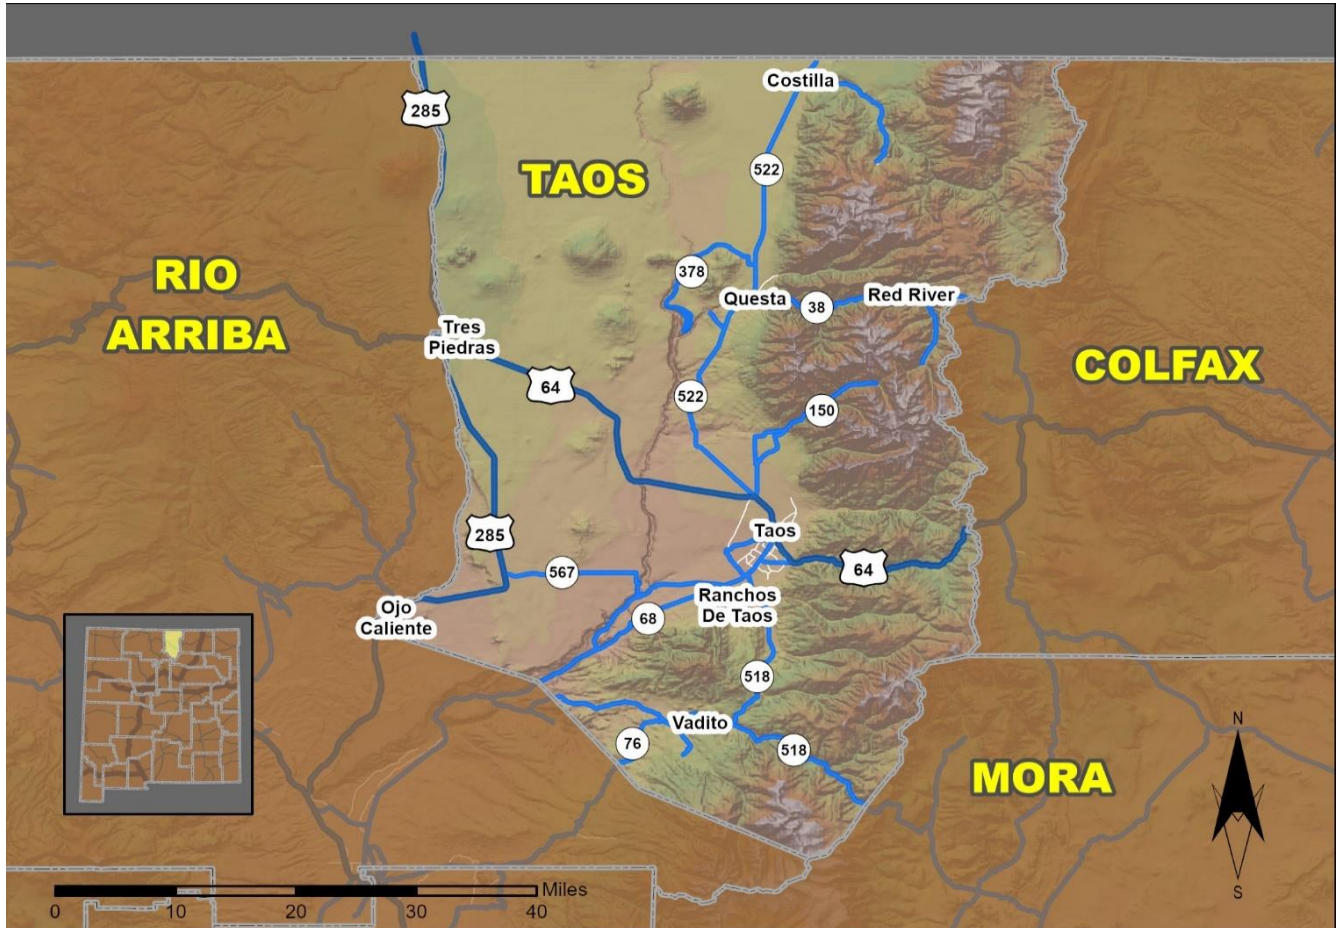 Costilla
285
522
TAOS
RIO
ARRIBA
378
Questa
38
Red River
Tres
Piedras
COLFAX
64
522
150
Taos
285
567
64
Ojo
Caliente
68
Ranchos
De Taos
518
Vadito
76
518
MORA
N
S
Miles
0
10
20
30
40